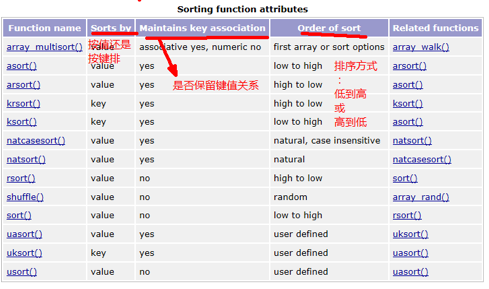 Sorting function attributes
Function name Sorts by Maintains key association Order of sort Related functions
array_multisort() value associative yes, numeric no first array or sort options array_walk()
asort() value yes low to high arsort()
arsort() value yes high to low asort()
krsort() key yes high to low ksort()
ksort() key yes low to high asort()
natcasesort() value yes natural, case insensitive natsort()
natsort() value yes natural natcasesort()
rsort() value no high to low sort()
shuffle() value no random array_rand()
sort() value no low to high rsort()
uasort() value yes user defined uksort()
uksort() key yes user defined uasort()
usort() value no user defined uasort()
按值还是
按键排
是否保留键值关系
排序方式
：
低到高
或
高到低